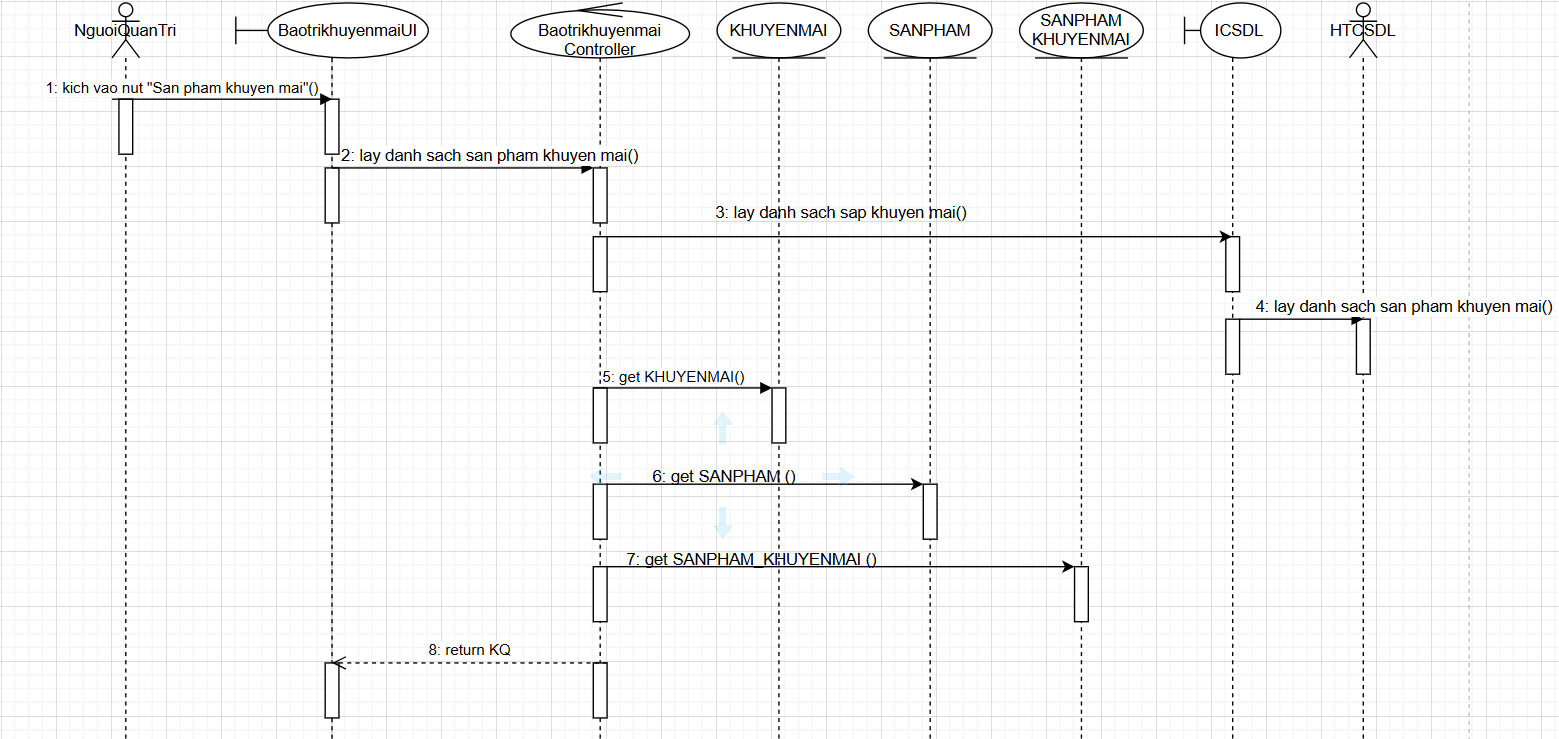 NguoiQuanTri
BaotrikhuyenmaiUI
Baotrikhuyenmai
Controller
KHUYENMAI
SANPHAM
SANPHAM
KHUYENMAI
ICSDL
HTCSDL
1: kich vao nut "San pham khuyen mai"()
2: lay danh sach san pham khuyen mai()
3: lay danh sach sap khuyen mai()
4: lay danh sach san pham khuyen mai()
5: get KHUYENMAI()
6: get SANPHAM ()
7: get SANPHAM_KHUYENMAI ()
8: return KQ